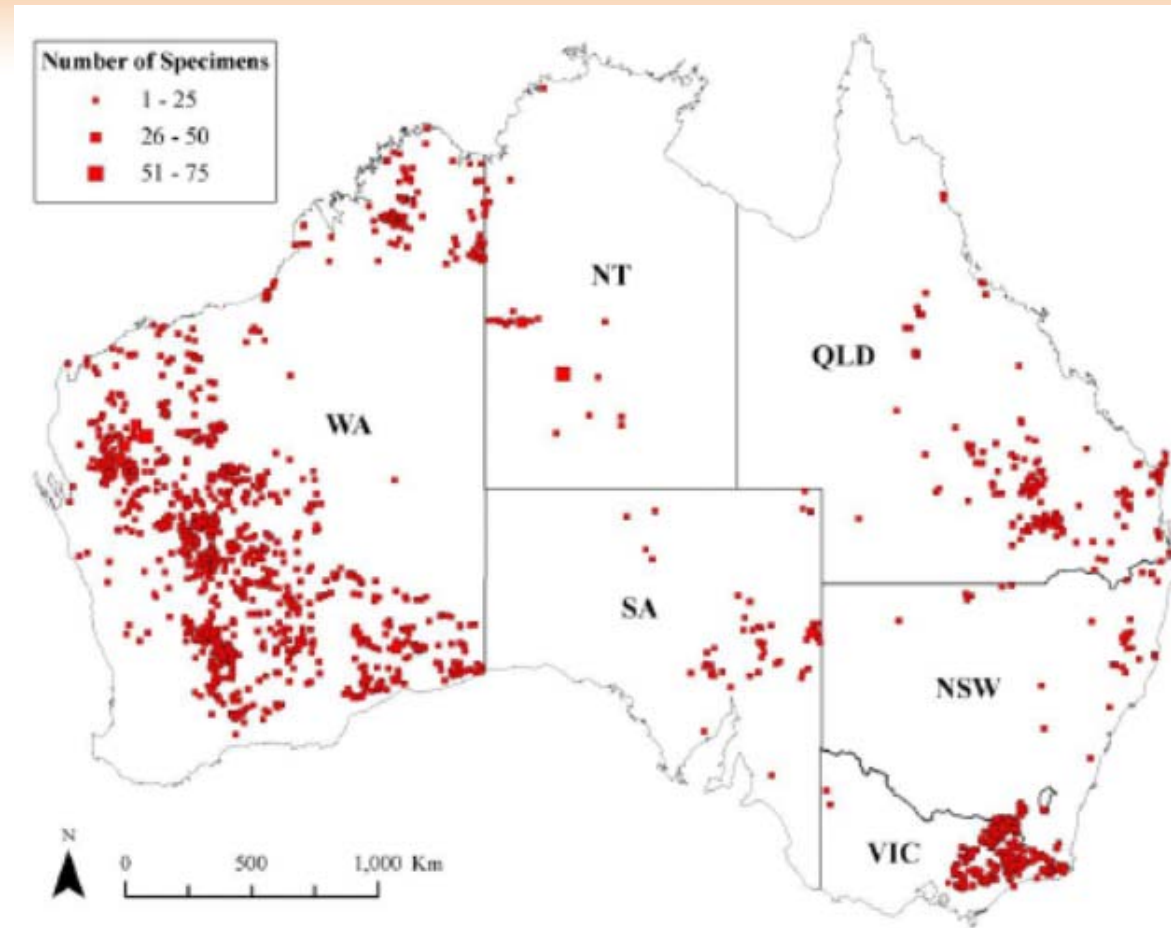 Number of Specimens
1 - 25
26 - 50
51 - 75
NT
QLD
WA
SA
NSW
VIC
N
0 500 1,000 Km